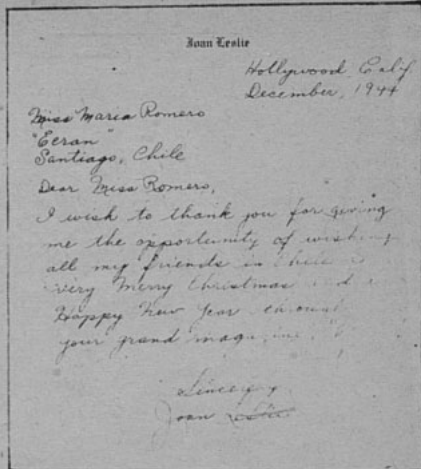 Joan Leslie
Hollywood, Calif
December, 1944
Miss Maria Romero
"Ecran"
Santiago, Chile
Dear Miss Romero,
I wish to thank you for giving
me the opportunity of wishing
all my friends in Chile a
very Merry Christmas and a
Happy New Year through
your grand magazine.
Sincerely
Joan Leslie